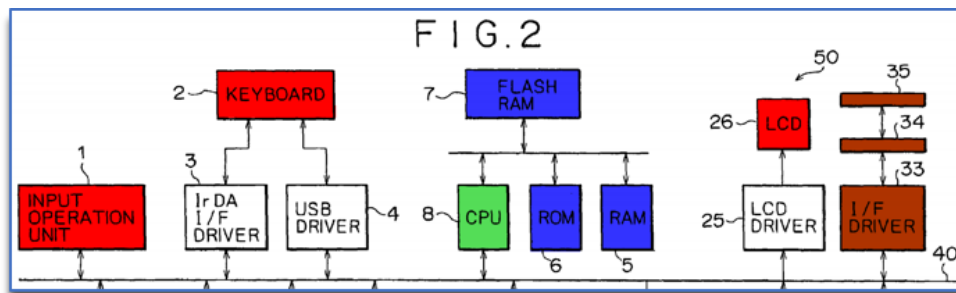 FIG.2
50
2
KEYBOARD
7
FLASH
RAM
35
26
LCD
34
1
3
33
INPUT
OPERATION
UNIT
IrDA
I/F
DRIVER
USB
DRIVER
4
8
CPU
ROM
RAM
25
LCD
DRIVER
I/F
DRIVER
6
5
40